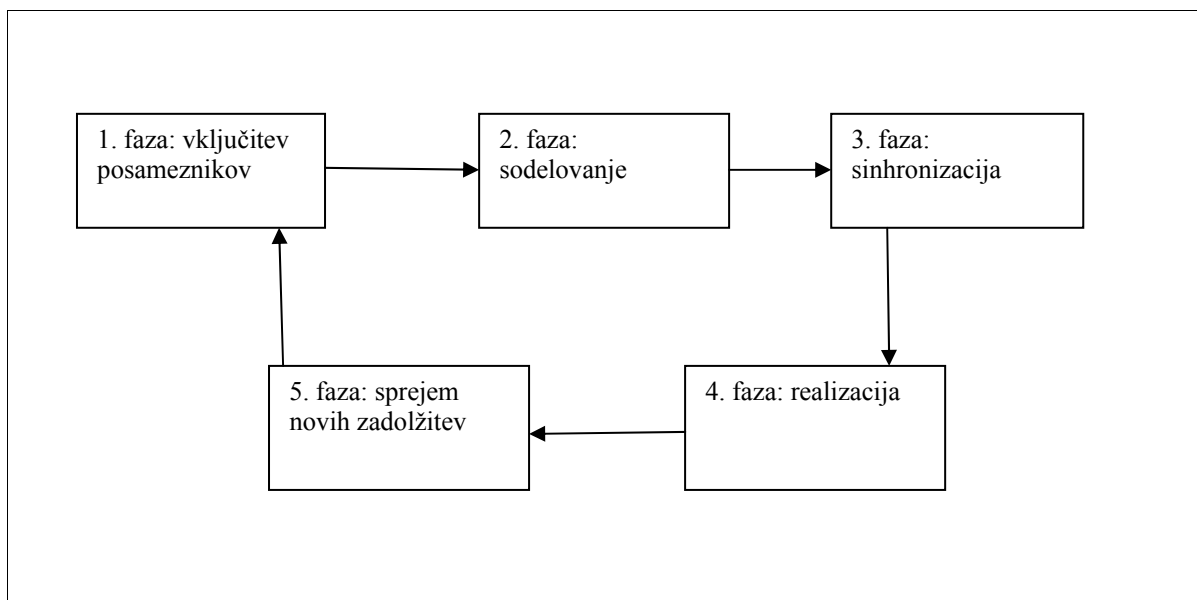 1. faza: vključitev
posameznikov
2. faza:
sodelovanje
3. faza:
sinhronizacija
4. faza: realizacija
5. faza: sprejem
novih zadolžitev